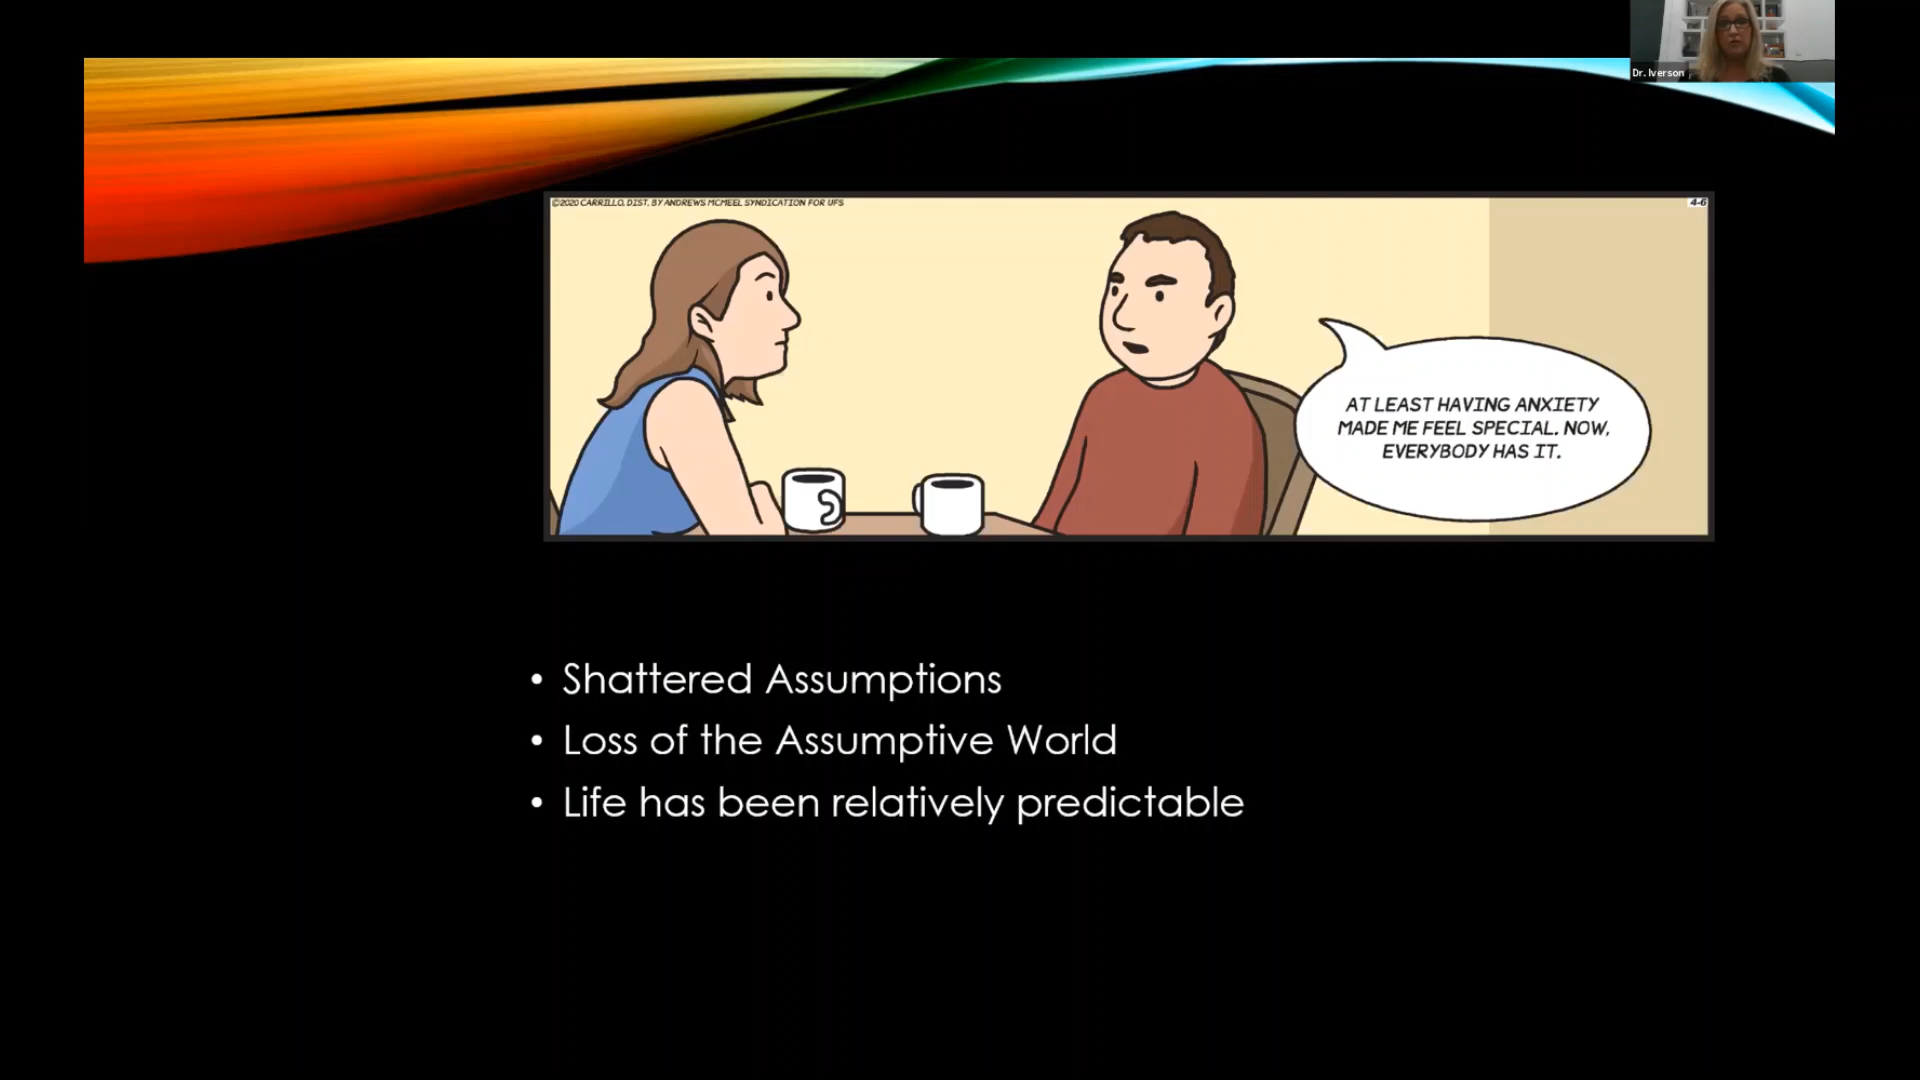 Dr. Iverson
©2020 CARRILLO, DIST. BY ANDREWS MCMEEL SYNDICATION FOR UFS
4-6
AT LEAST HAVING ANXIETY
MADE ME FEEL SPECIAL. NOW,
EVERYBODY HAS IT.
• Shattered Assumptions
• Loss of the Assumptive World
• Life has been relatively predictable